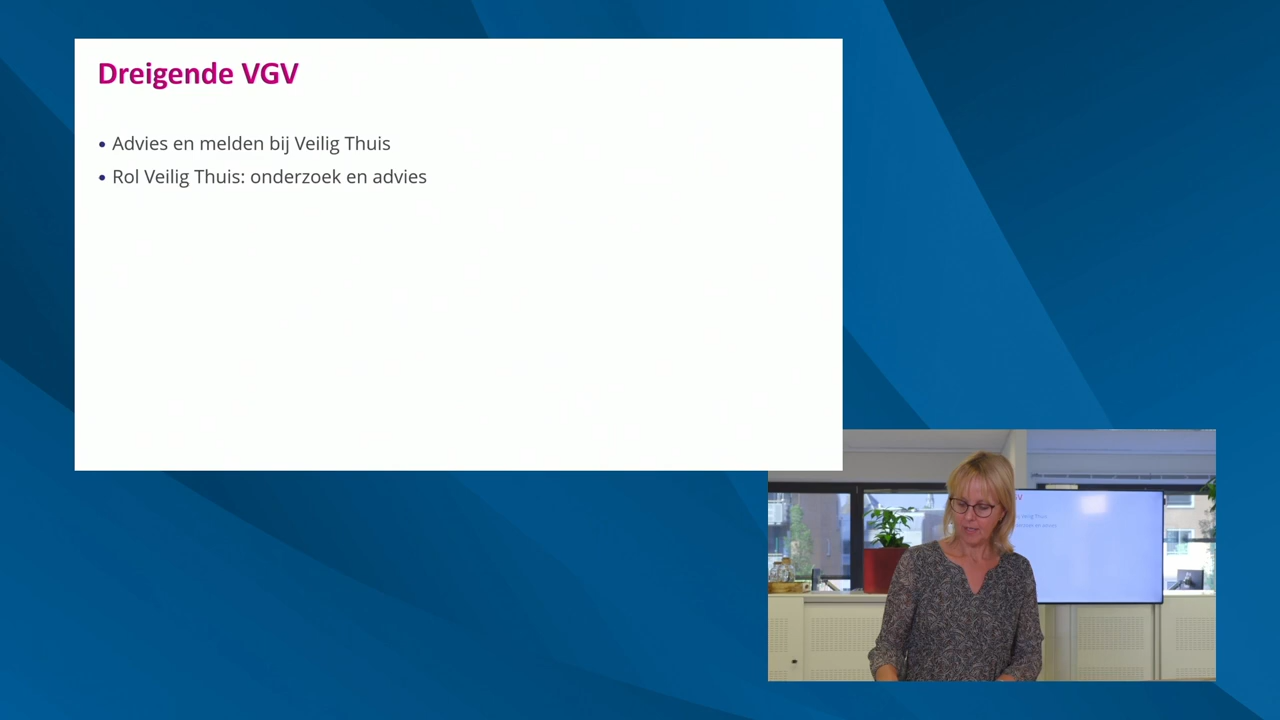 Dreigende VGV
• Advies en melden bij Veilig Thuis
• Rol Veilig Thuis: onderzoek en advies